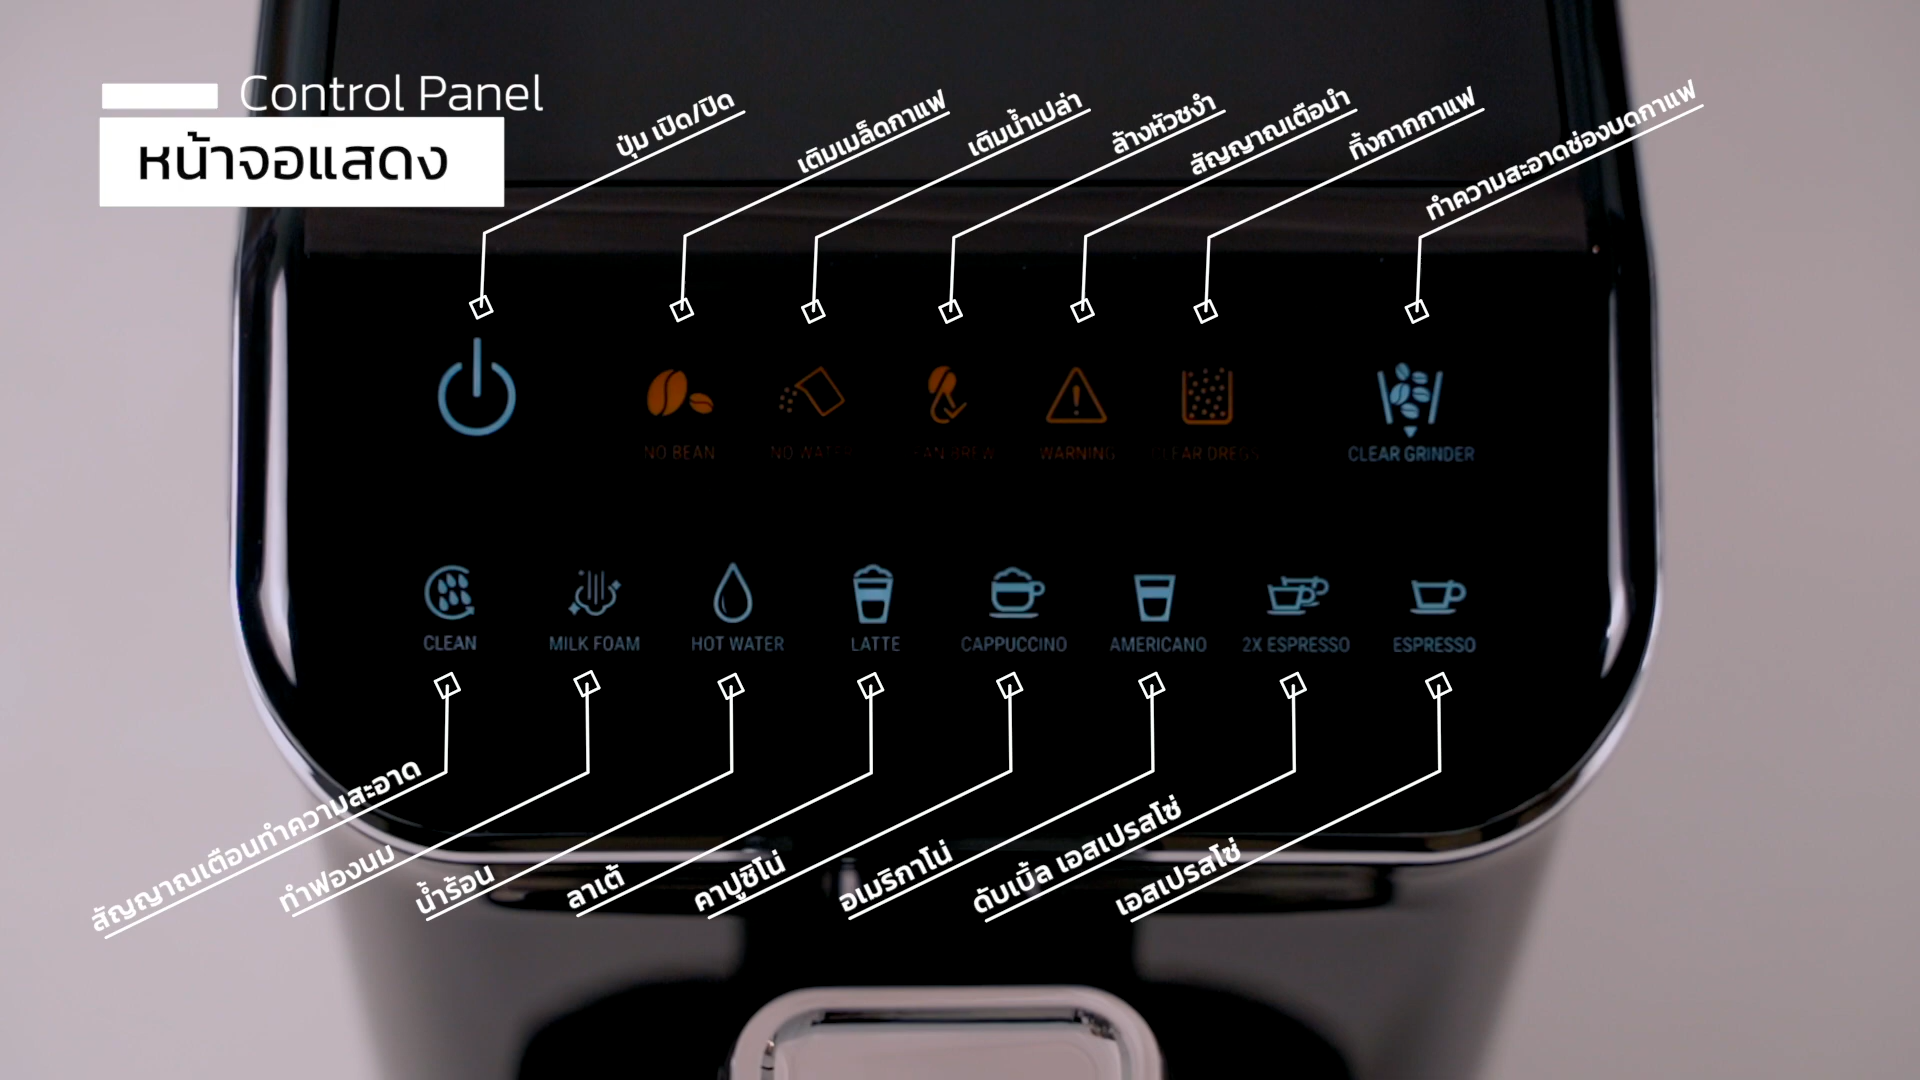 Control Panel
หน้าจอแสดง
ปุ่ม เปิด/ปิด
เติมเมล็ดกาแฟ
เติมน้ำเปล่า
ล้างหัวชงำ
สัญญาณเตือนำ
ทิ้งกากกาแฟ
ทำความสะอาดช่องบดกาแฟ
NO BEAN
NO WATER
WARNING
CLEAR DREGS
CLEAR GRINDER
CLEAN
MILK FOAM
HOT WATER
LATTE
CAPPUCCINO
AMERICANO
2X ESPRESSO
ESPRESSO
สัญญาณเตือนทำความสะอาด
ทำฟองนม
น้ำร้อน
ลาเต้
คาปูชิโน่
อเมริกาโน่
ดับเบิ้ล เอสเปรสโซ่
เอสเปรสโซ่